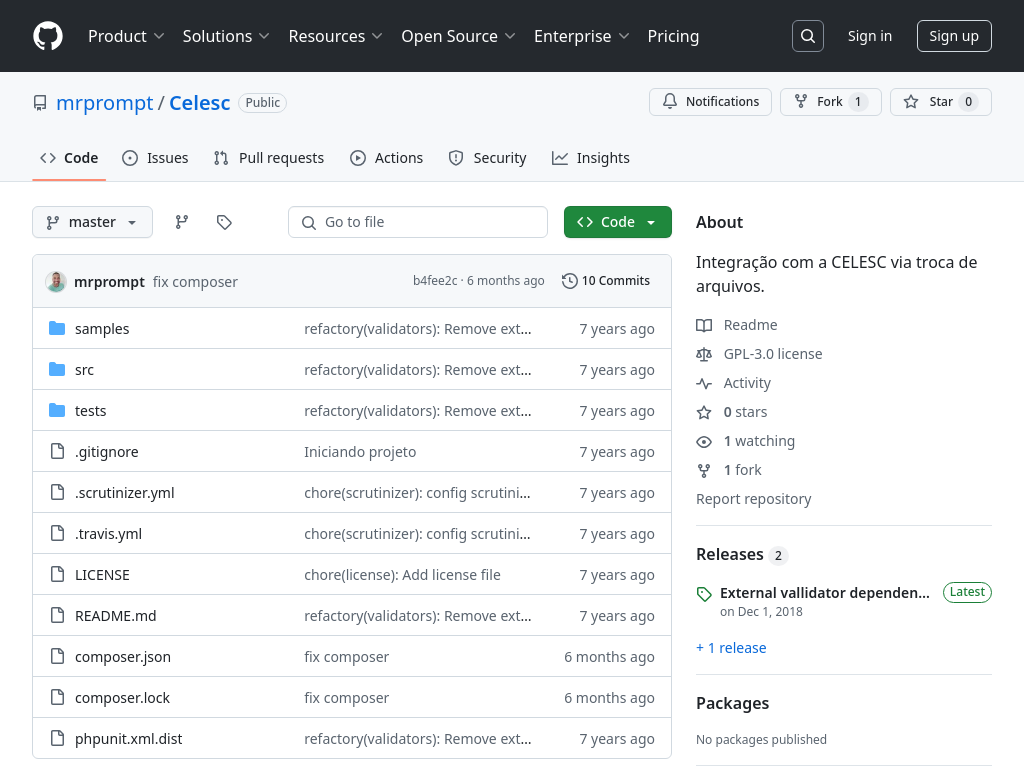 Product Solutions Resources Open Source Enterprise Pricing Sign in Sign up
mrprompt / Celesc Public Notifications Fork 1 Star 0
Code Issues Pull requests Actions Security Insights
master Go to file Code
mrprompt fix composer b4fee2c · 6 months ago 10 Commits
samples refactory(validators): Remove ext... 7 years ago
src refactory(validators): Remove ext... 7 years ago
tests refactory(validators): Remove ext... 7 years ago
.gitignore Iniciando projeto 7 years ago
.scrutinizer.yml chore(scrutinizer): config scrutini... 7 years ago
.travis.yml chore(scrutinizer): config scrutini... 7 years ago
LICENSE chore(license): Add license file 7 years ago
README.md refactory(validators): Remove ext... 7 years ago
composer.json fix composer 6 months ago
composer.lock fix composer 6 months ago
phpunit.xml.dist refactory(validators): Remove ext... 7 years ago
About
Integração com a CELESC via troca de
arquivos.
Readme
GPL-3.0 license
Activity
0 stars
1 watching
1 fork
Report repository
Releases 2
External vallidator dependen... Latest
on Dec 1, 2018
+ 1 release
Packages
No packages published